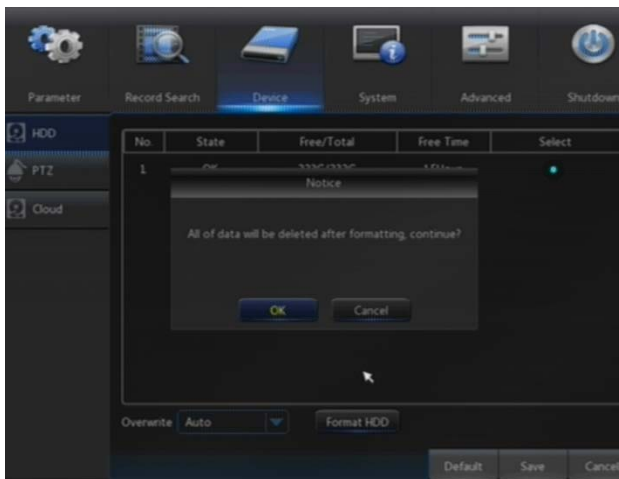 Parameter Record Search Device System Advanced Shutdown
HDD
No. State Free/Total Free Time Select
PTZ
1
Notice
Cloud
All of data will be deleted after formatting, continue?
OK Cancel
Overwrite Auto Format HDD
Default Save Cancel